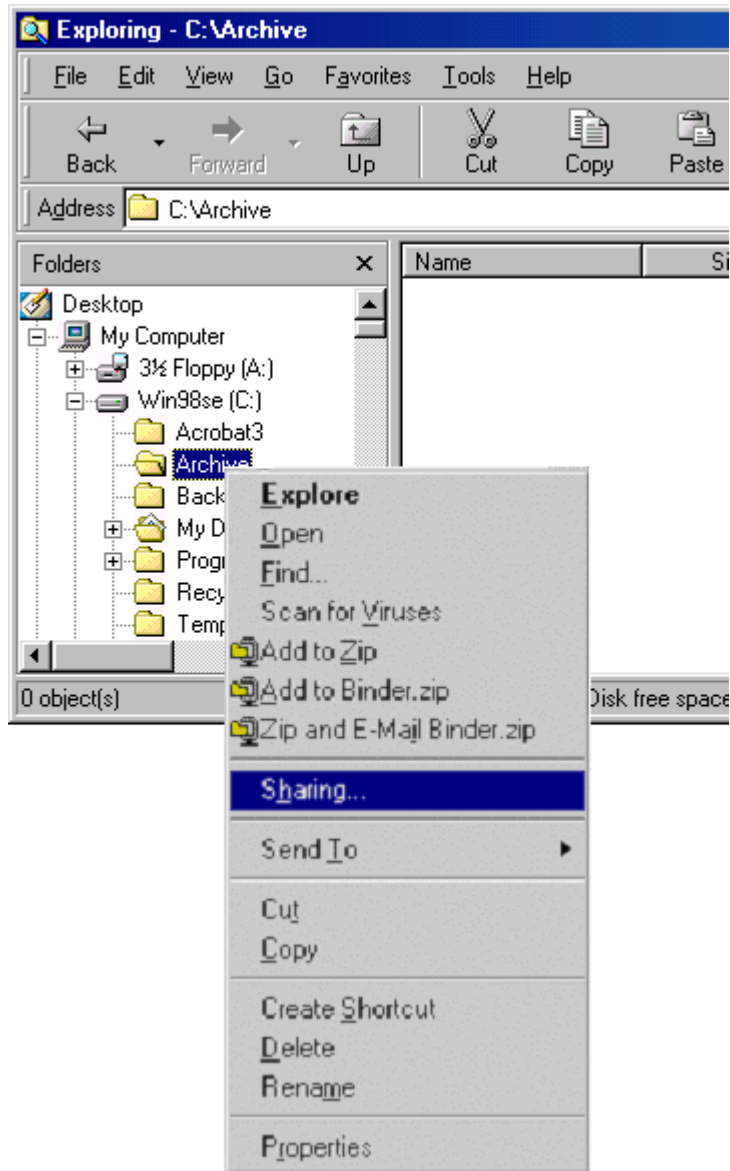 Exploring - C:\Archive
File Edit View Go Favorites Tools Help
Back Forward Up Cut Copy Paste
Address C:\Archive
Folders Name
Desktop
My Computer
3½ Floppy (A:)
Win98se (C:)
Acrobat3
Archive
Explore
Open
Find...
Scan for Viruses
Add to Zip
Add to Binder.zip
Zip and E-Mail Binder.zip
0 object(s) Disk free space
Sharing...
Send To
Cut
Copy
Create Shortcut
Delete
Rename
Properties